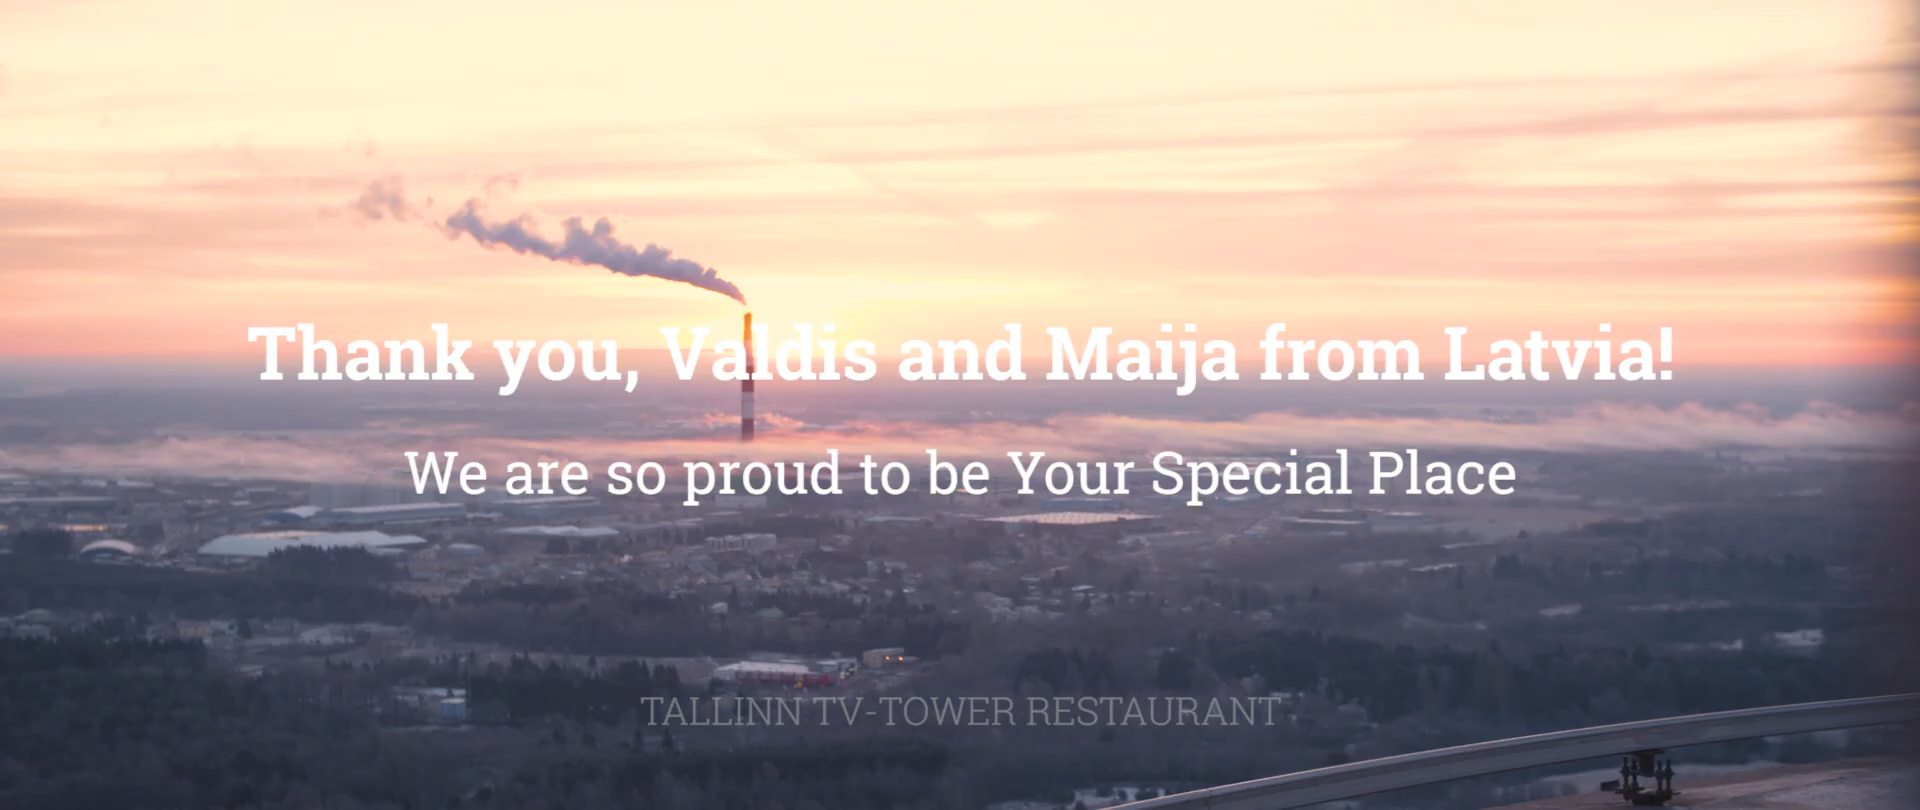 Thank you, Valdis and Maija from Latvia!
We are so proud to be Your Special Place
TALLINN TV-TOWER RESTAURANT